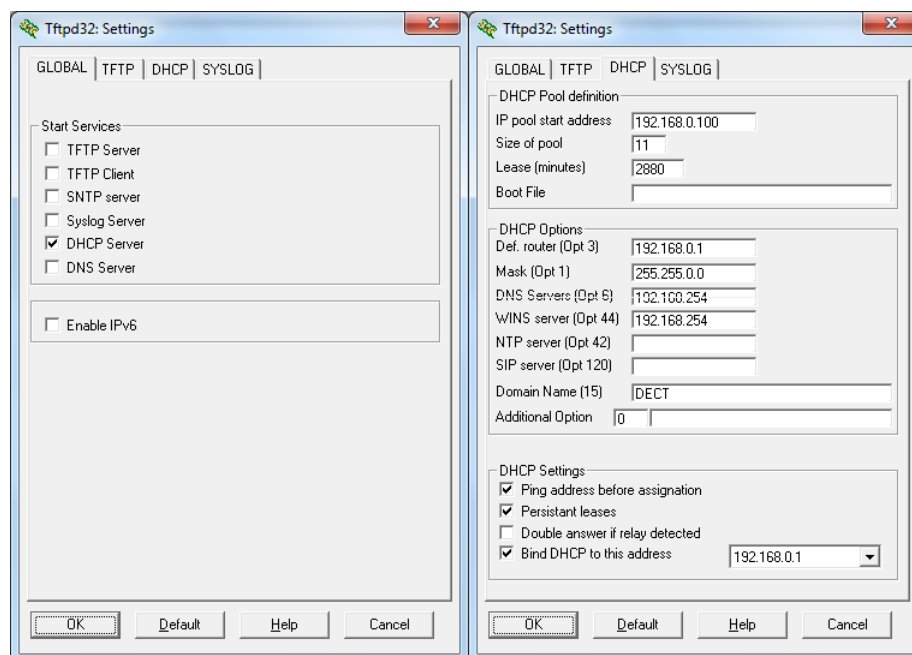 Tftpd32: Settings
GLOBAL TFTP DHCP SYSLOG
Start Services
TFTP Server
TFTP Client
SNTP server
Syslog Server
DHCP Server
DNS Server
Enable IPv6
OK Default Help Cancel
Tftpd32: Settings
GLOBAL TFTP DHCP SYSLOG
DHCP Pool definition
IP pool start address 192.168.0.100
Size of pool 11
Lease (minutes) 2880
Boot File
DHCP Options
Def. router (Opt 3) 192.168.0.1
Mask (Opt 1) 255.255.0.0
DNS Servers (Opt 6) 192.168.254
WINS server (Opt 44) 192.168.254
NTP server (Opt 42)
SIP server (Opt 120)
Domain Name (15) DECT
Additional Option 0
DHCP Settings
Ping address before assignation
Persistant leases
Double answer if relay detected
Bind DHCP to this address 192.168.0.1
OK Default Help Cancel